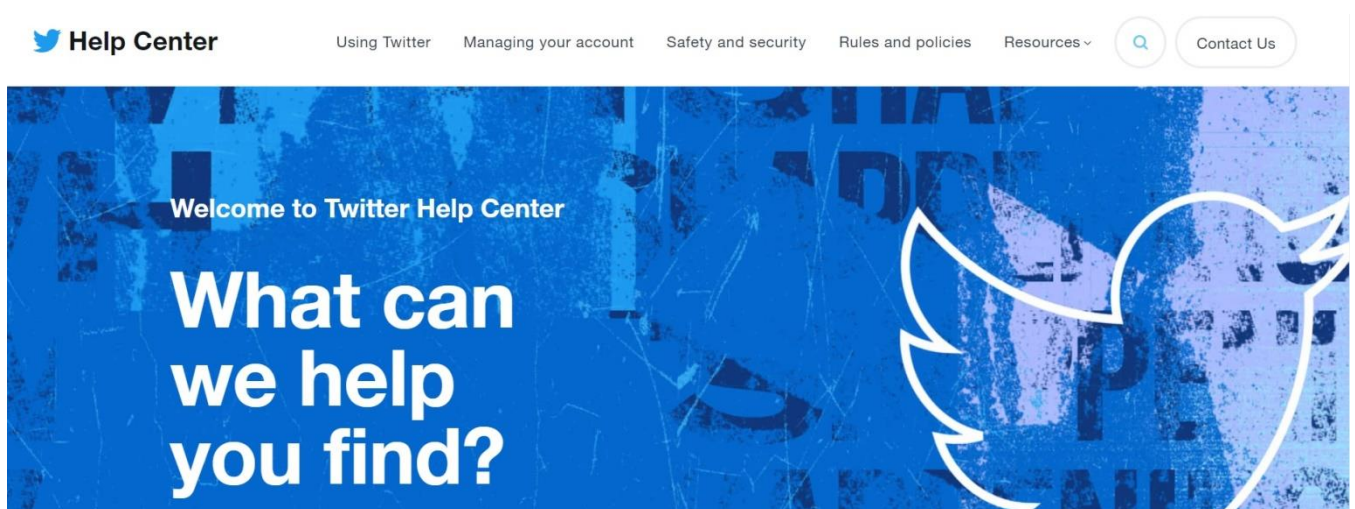 Help Center
Using Twitter Managing your account Safety and security Rules and policies Resources Contact Us
Welcome to Twitter Help Center
What can
we help
you find?